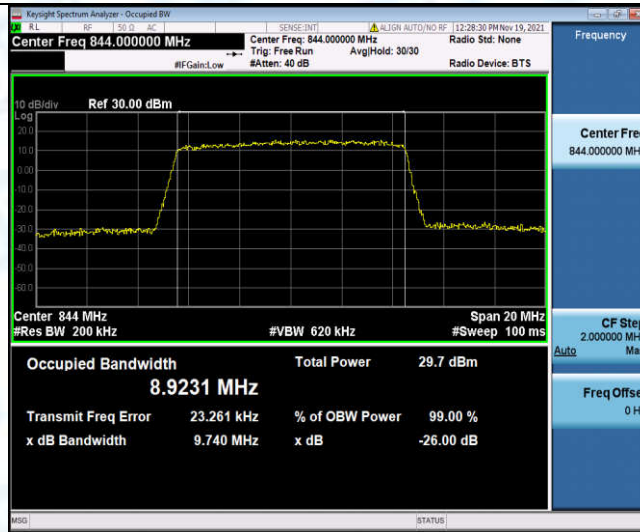 Keysight Spectrum Analyzer - Occupied BW
RL RF 50 Ω AC SENSE:INT ALIGN AUTO/NO RF 12:28:30 PM Nov 19, 2021
Center Freq 844.000000 MHz
Center Freq: 844.000000 MHz
Radio Std: None
Trig: Free Run Avg|Hold: 30/30
#IFGain:Low #Atten: 40 dB Radio Device: BTS
10 dB/div Ref 30.00 dBm
Log
20.0
10.0
0.00
-10.0
-20.0
-30.0
-40.0
-50.0
-60.0
Center 844 MHz Span 20 MHz
#Res BW 200 kHz #VBW 620 kHz #Sweep 100 ms
Occupied Bandwidth Total Power 29.7 dBm
8.9231 MHz
Transmit Freq Error 23.261 kHz % of OBW Power 99.00 %
x dB Bandwidth 9.740 MHz x dB -26.00 dB
MSG STATUS
Frequency
Center Fre
844.000000 MH
CF Step
2.000000 MH
Auto Ma
Freq Offse
0 H